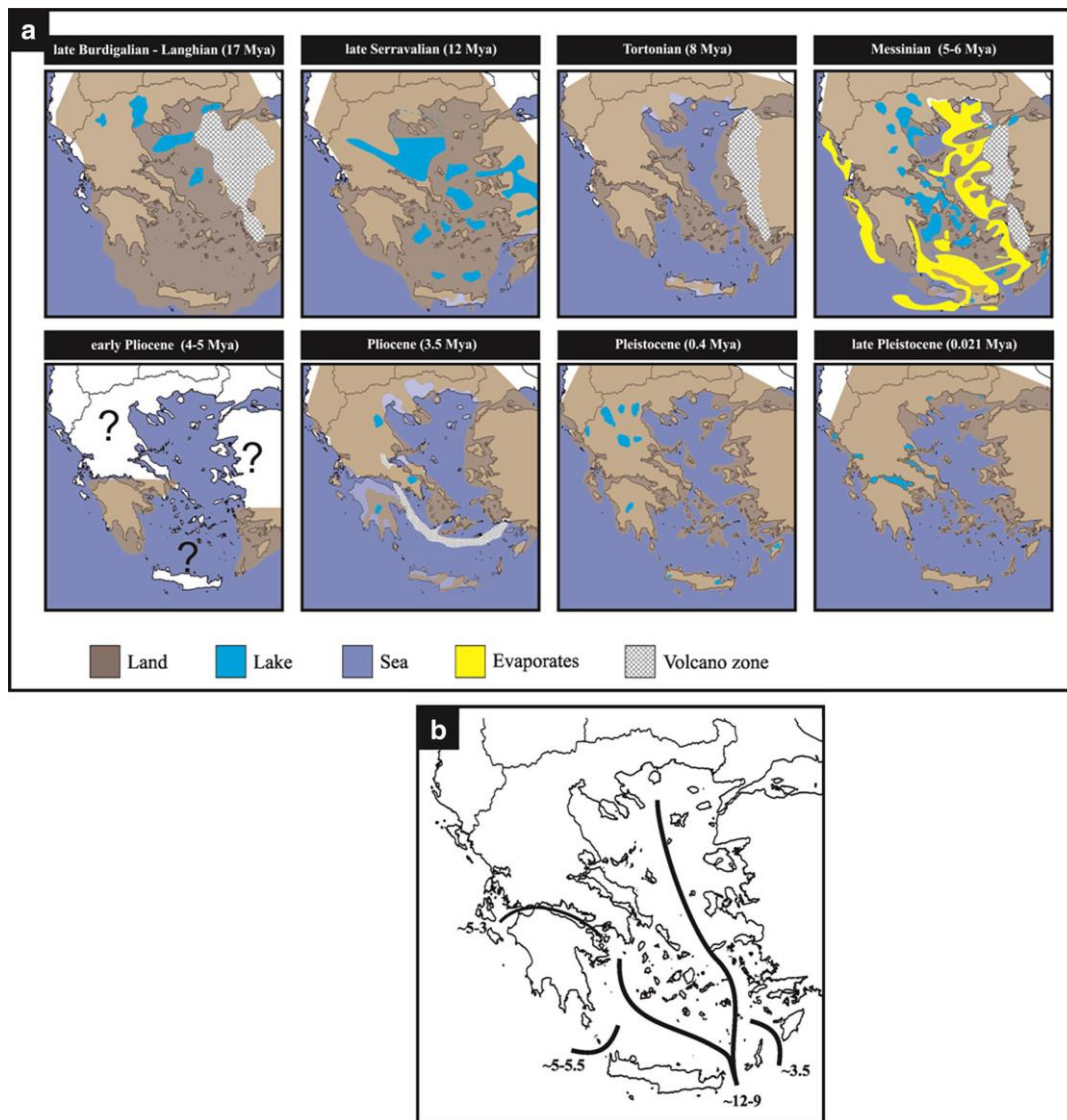 a
late Burdigalian - Langhian (17 Mya)
late Serravalian (12 Mya)
Tortonian (8 Mya)
Messinian (5-6 Mya)
early Pliocene (4-5 Mya)
Pliocene (3.5 Mya)
Pleistocene (0.4 Mya)
late Pleistocene (0.021 Mya)
?
?
?
Land
Lake
Sea
Evaporates
Volcano zone
b
~5-3
~5-5.5
~3.5
~12-9